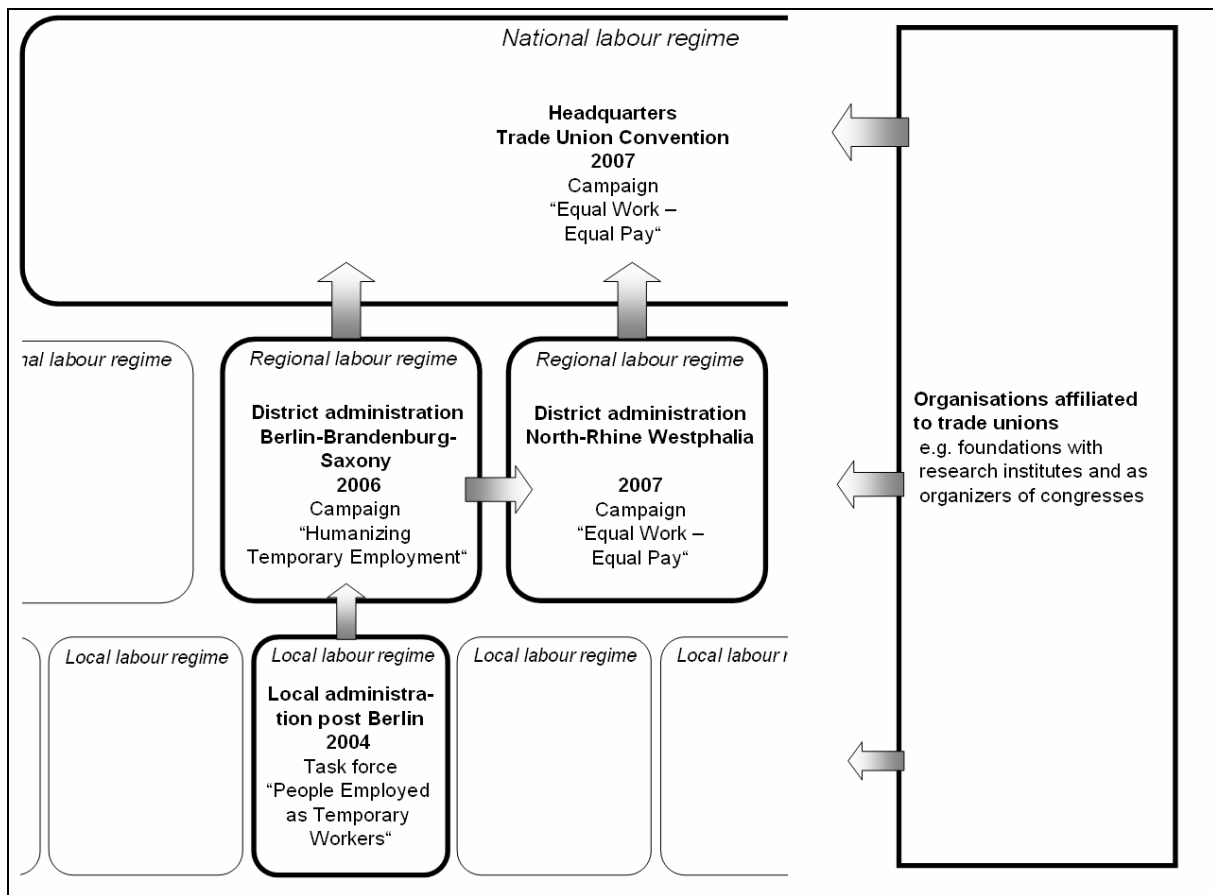 National labour regime
Headquarters
Trade Union Convention
2007
Campaign
“Equal Work –
Equal Pay“
nal labour regime
Regional labour regime
District administration
Berlin-Brandenburg-
Saxony
2006
Campaign
“Humanizing
Temporary Employment“
Regional labour regime
District administration
North-Rhine Westphalia
2007
Campaign
“Equal Work –
Equal Pay“
Organisations affiliated
to trade unions
e.g. foundations with
research institutes and as
organizers of congresses
Local labour regime
Local labour regime
Local administra-
tion post Berlin
2004
Task force
“People Employed
as Temporary
Workers“
Local labour regime
Local labour r